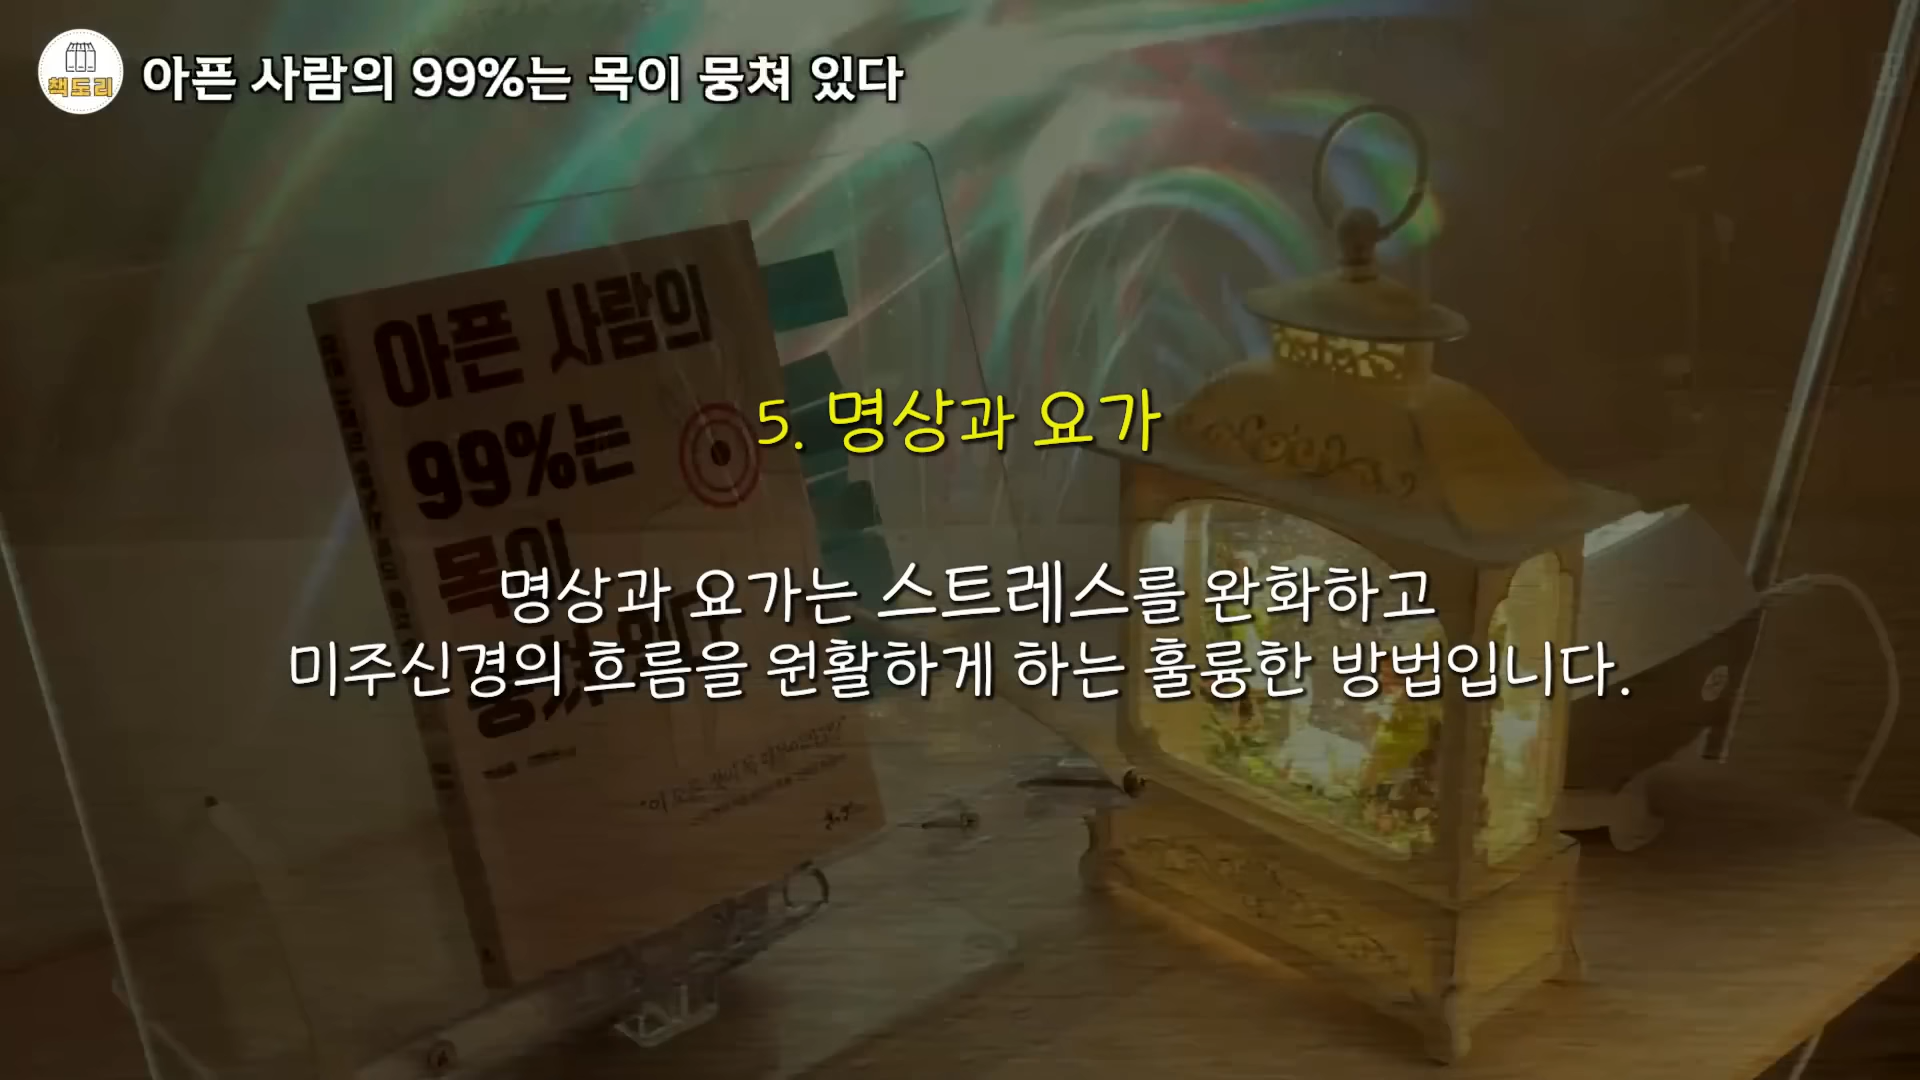 책도리
아픈 사람의 99%는 목이 뭉쳐 있다
아픈 사람의
99%는
목이
5. 명상과 요가
명상과 요가는 스트레스를 완화하고
미주신경의 흐름을 원활하게 하는 훌륭한 방법입니다.